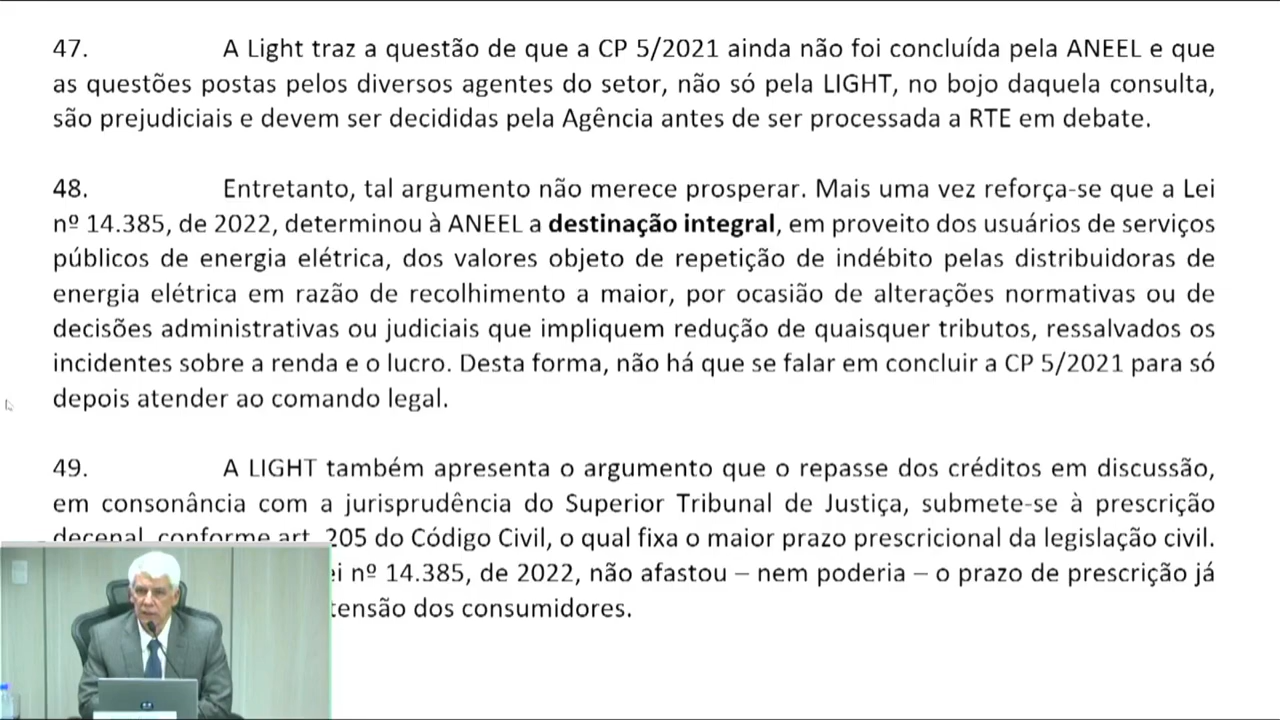 47. A Light traz a questão de que a CP 5/2021 ainda não foi concluída pela ANEEL e que
as questões postas pelos diversos agentes do setor, não só pela LIGHT, no bojo daquela consulta,
são prejudiciais e devem ser decididas pela Agência antes de ser processada a RTE em debate.
48. Entretanto, tal argumento não merece prosperar. Mais uma vez reforça-se que a Lei
nº 14.385, de 2022, determinou à ANEEL a destinação integral, em proveito dos usuários de serviços
públicos de energia elétrica, dos valores objeto de repetição de indébito pelas distribuidoras de
energia elétrica em razão de recolhimento a maior, por ocasião de alterações normativas ou de
decisões administrativas ou judiciais que impliquem redução de quaisquer tributos, ressalvados os
incidentes sobre a renda e o lucro. Desta forma, não há que se falar em concluir a CP 5/2021 para só
depois atender ao comando legal.
49. A LIGHT também apresenta o argumento que o repasse dos créditos em discussão,
em consonância com a jurisprudência do Superior Tribunal de Justiça, submete-se à prescrição
decenal, conforme art. 205 do Código Civil, o qual fixa o maior prazo prescricional da legislação civil.
nº 14.385, de 2022, não afastou – nem poderia – o prazo de prescrição já
dos consumidores.